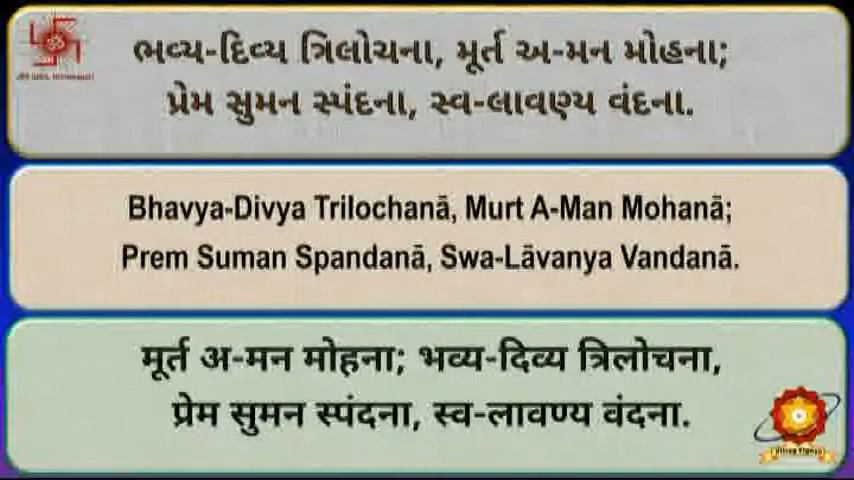 ભવ્ય-દિવ્ય ત્રિલોચના, મૂર્ત અ-મન મોહના;
પ્રેમ સુમન સ્પંદના, સ્વ-લાવણ્ય વંદના.
Bhavya-Divya Trilochanā, Murt A-Man Mohanā;
Prem Suman Spandanā, Swa-Lāvanya Vandanā.
मूर्त अ-मन मोहना; भव्य-दिव्य त्रिलोचना,
प्रेम सुमन स्पंदना, स्व-लावण्य वंदना.